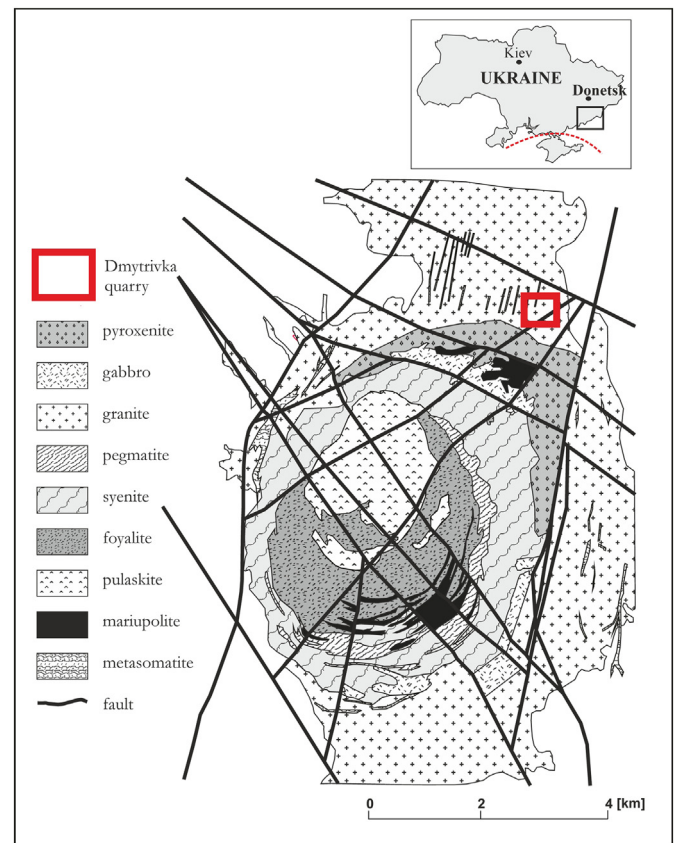 Kiev
UKRAINE
Donetsk
Dmytrivka
quarry
pyroxenite
gabbro
granite
pegmatite
syenite
foyalite
pulaskite
mariupolite
metasomatite
fault
0 2 4 [km]